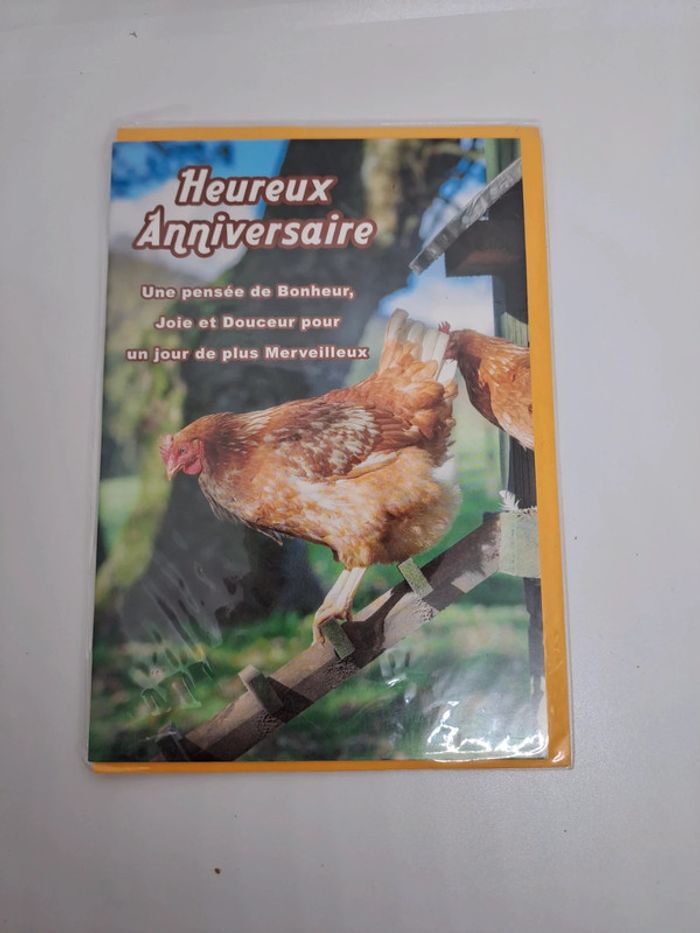 Heureux
Anniversaire
Une pensée de Bonheur,
Joie et Douceur pour
un jour de plus Merveilleux